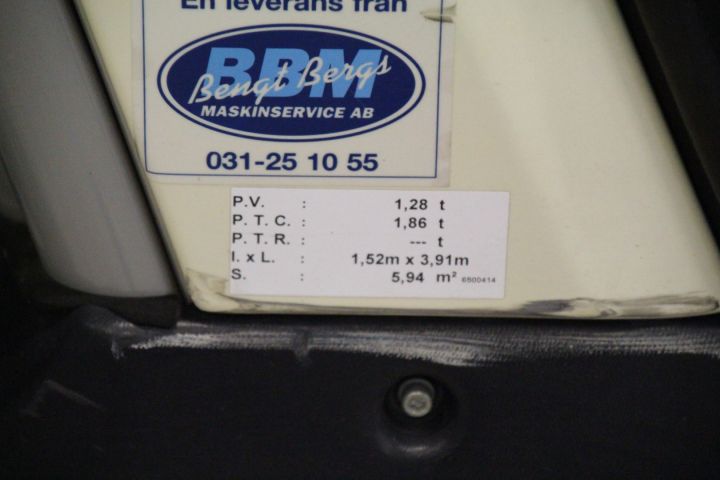 En leverans från
BBM
Bengt Bergs
MASKINSERVICE AB
031-25 10 55
P.V. : 1,28 t
P. T. C. : 1,86 t
P. T. R. : --- t
l. x L. : 1,52m x 3,91m
S. : 5,94 m² 6500414